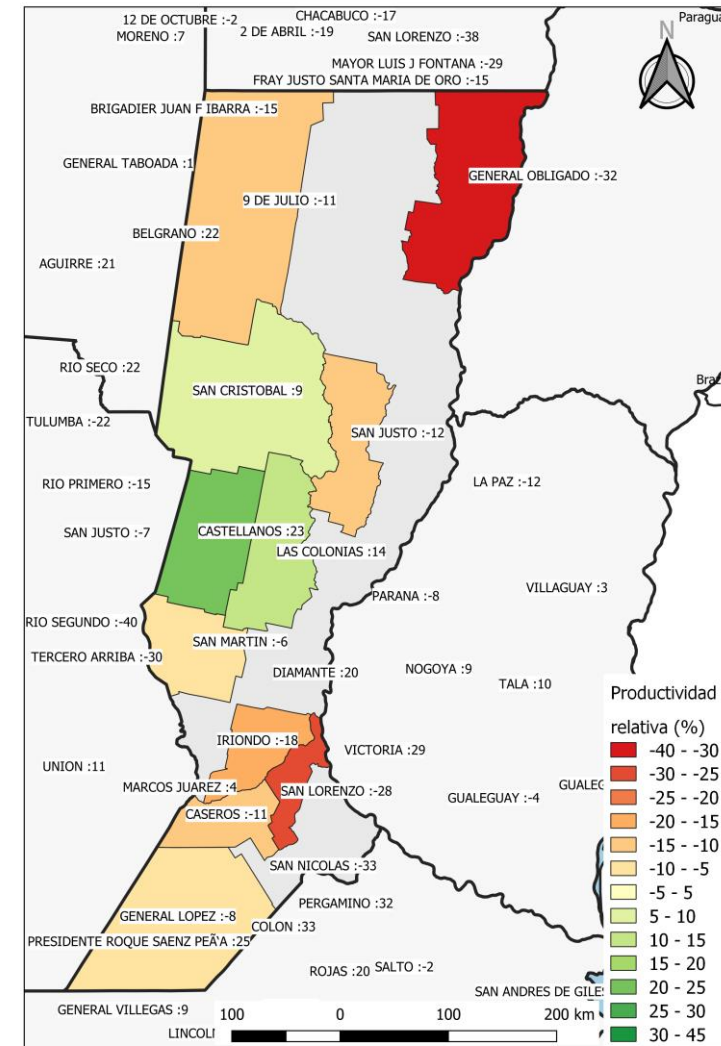 12 DE OCTUBRE :-2
CHACABUCO :-17
Paragua
MORENO :7
2 DE ABRIL :-19
SAN LORENZO :-38
N
MAYOR LUIS J FONTANA :-29
FRAY JUSTO SANTA MARIA DE ORO :-15
BRIGADIER JUAN F IBARRA :-15
GENERAL TABOADA :1
GENERAL OBLIGADO :-32
9 DE JULIO :-11
BELGRANO :22
AGUIRRE :21
RIO SECO :22
Braz
SAN CRISTOBAL :9
TULUMBA :-22
SAN JUSTO :-12
RIO PRIMERO :-15
LA PAZ :-12
SAN JUSTO :-7
CASTELLANOS :23
LAS COLONIAS :14
VILLAGUAY :3
PARANA :-8
RIO SEGUNDO :-40
SAN MARTIN :-6
TERCERO ARRIBA :-30
DIAMANTE :20
NOGOYA :9
TALA :10
Productividad
relativa (%)
-40 - -30
-30 - -25
-25 - -20
-20 - -15
-15 - -10
-10 - -5
-5 - 5
5 - 10
10 - 15
15 - 20
20 - 25
25 - 30
30 - 45
IRIONDO :-18
VICTORIA :29
UNION :11
MARCOS JUAREZ :4
SAN LORENZO :-28
GUALEGUAY :-4
GUALEG
CASEROS :-11
SAN NICOLAS :-33
PERGAMINO :32
GENERAL LOPEZ :-8
COLON :33
PRESIDENTE ROQUE SAENZ PEÃ'A :25
ROJAS :20
SALTO :-2
SAN ANDRES DE GILES
GENERAL VILLEGAS :9
100 0 100 200 km
LINCOL